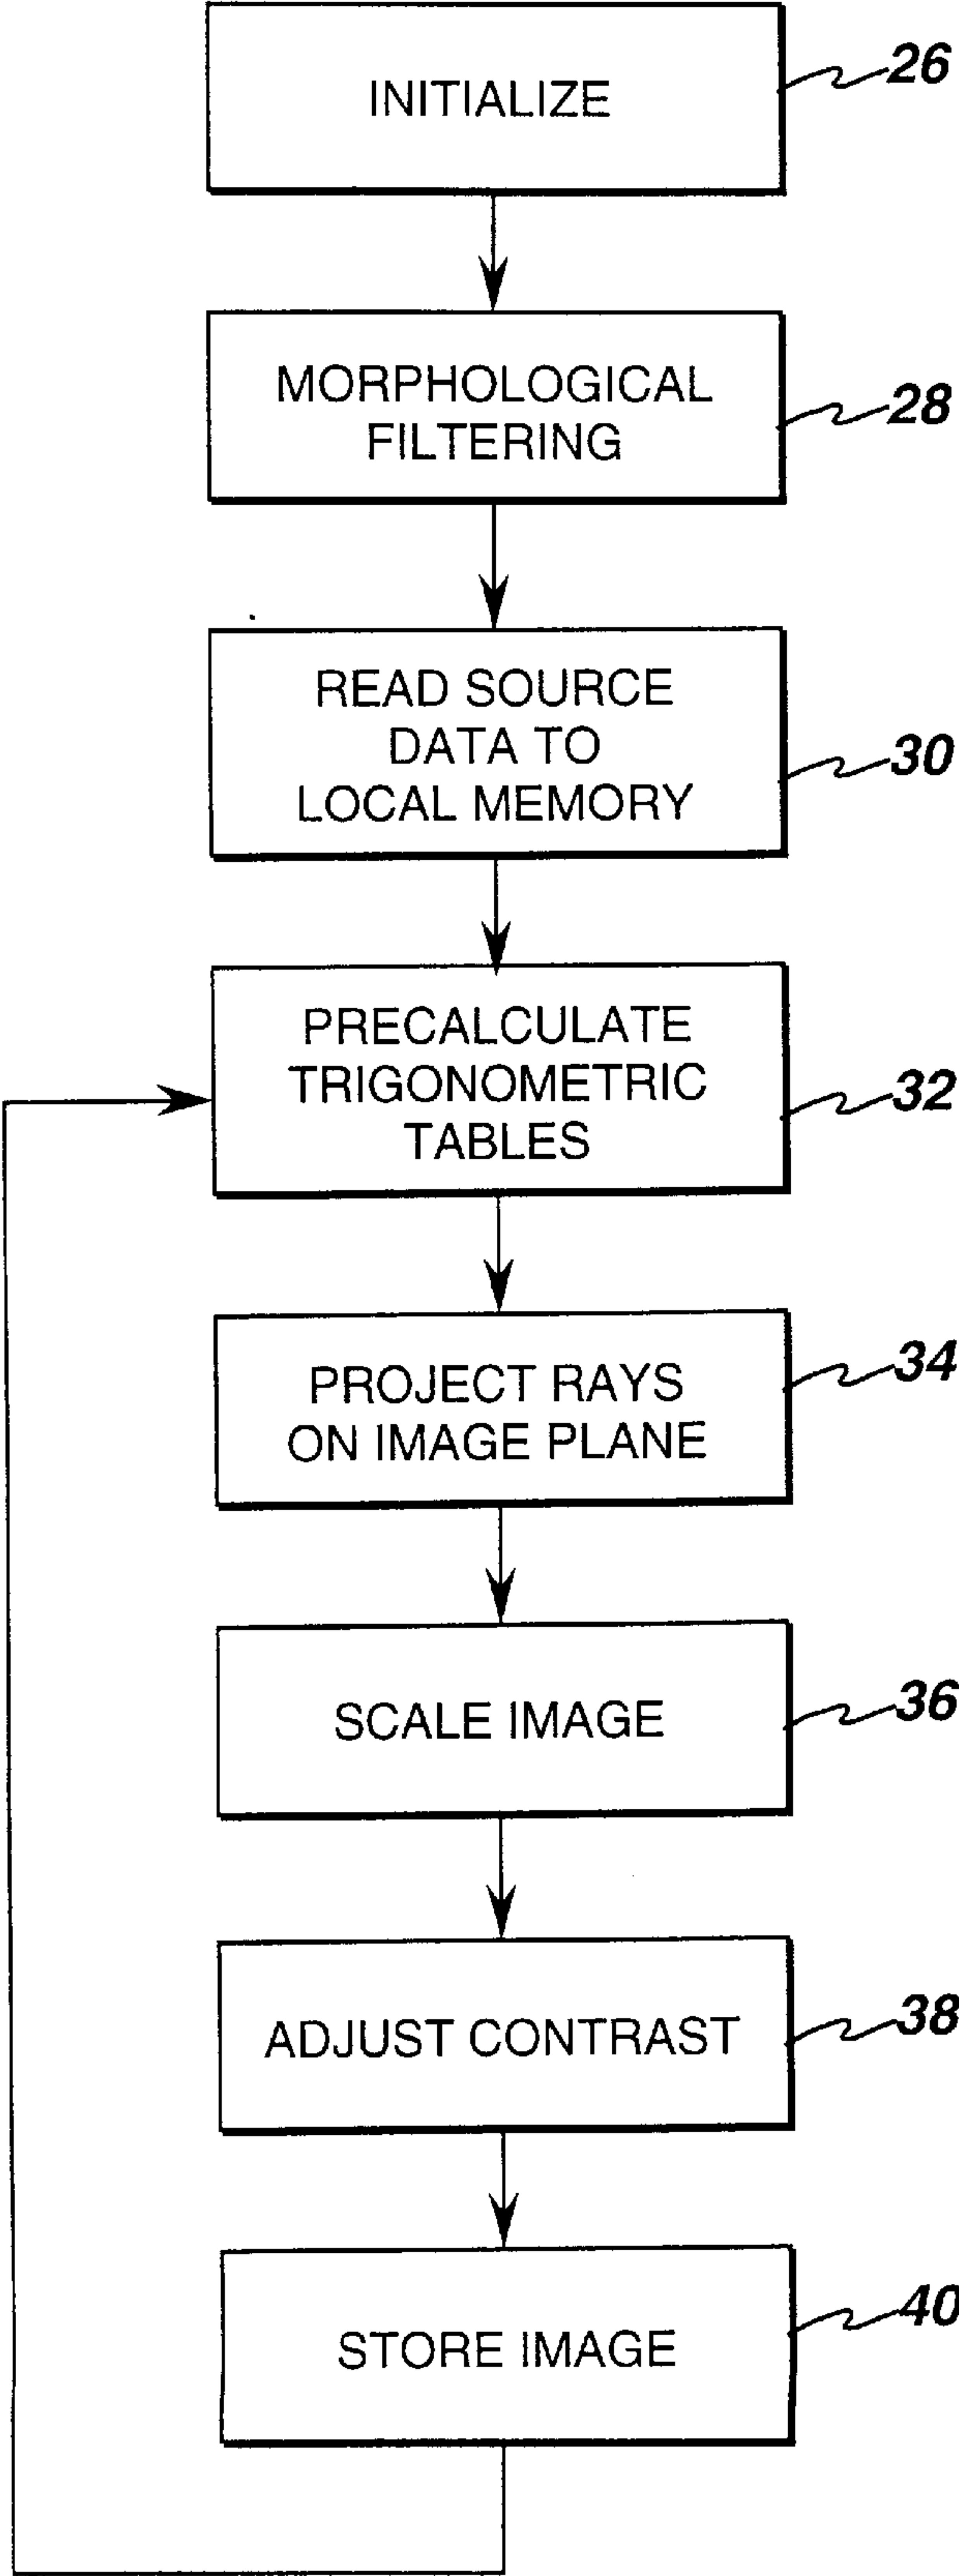 INITIALIZE
26
MORPHOLOGICAL
FILTERING
28
READ SOURCE
DATA TO
LOCAL MEMORY
30
PRECALCULATE
TRIGONOMETRIC
TABLES
32
PROJECT RAYS
ON IMAGE PLANE
34
SCALE IMAGE
36
ADJUST CONTRAST
38
STORE IMAGE
40